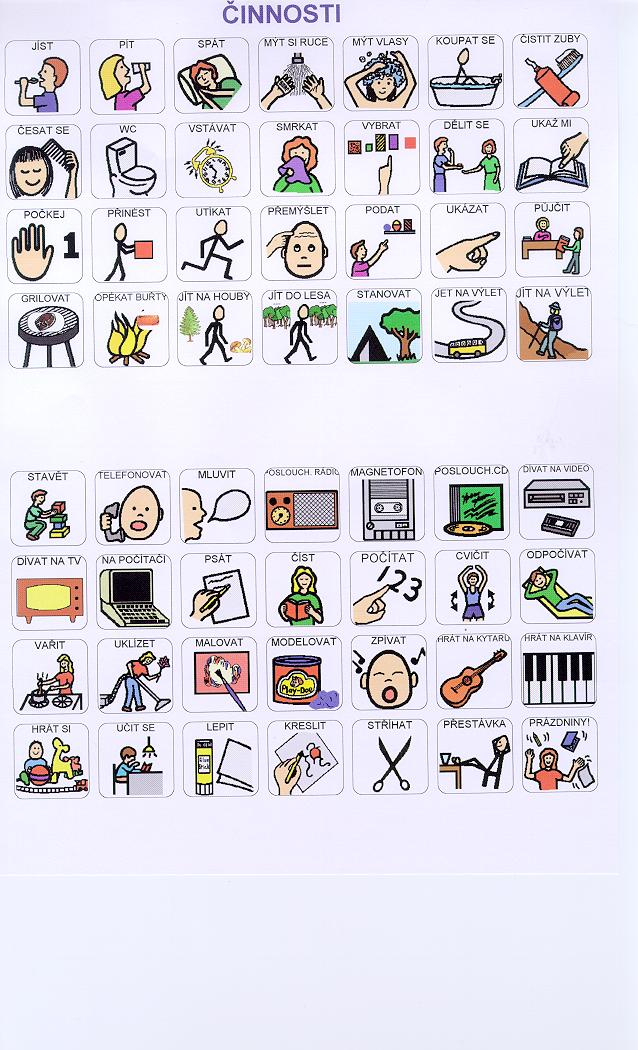 ČINNOSTI
JÍST PÍT SPÁT MÝT SI RUCE MÝT VLASY KOUPAT SE ČISTIT ZUBY
ČESAT SE WC VSTÁVAT SMRKAT VYBRAT DĚLIT SE UKAŽ MI
POČKEJ PŘINÉST UTÍKAT PŘEMÝŠLET PODAT UKÁZAT PŮJČIT
1
GRILOVAT OPÉKAT BUŘTY JÍT NA HOUBY JÍT DO LESA STANOVAT JET NA VÝLET JÍT NA VÝLET
STAVĚT TELEFONOVAT MLUVIT POSLOUCH. RÁDIO MAGNETOFON POSLOUCH.CD DÍVAT NA VIDEO
DÍVAT NA TV NA POČÍTAČI PSÁT ČÍST POČÍTAT CVIČIT ODPOČÍVAT
123
VAŘIT UKLÍZET MALOVAT MODELOVAT ZPÍVAT HRÁT NA KYTARU HRÁT NA KLAVÍR
Play-Doh
HRÁT SI UČIT SE LEPIT KRESLIT STŘÍHAT PŘESTÁVKA PRÁZDNINY!
Glue Stick